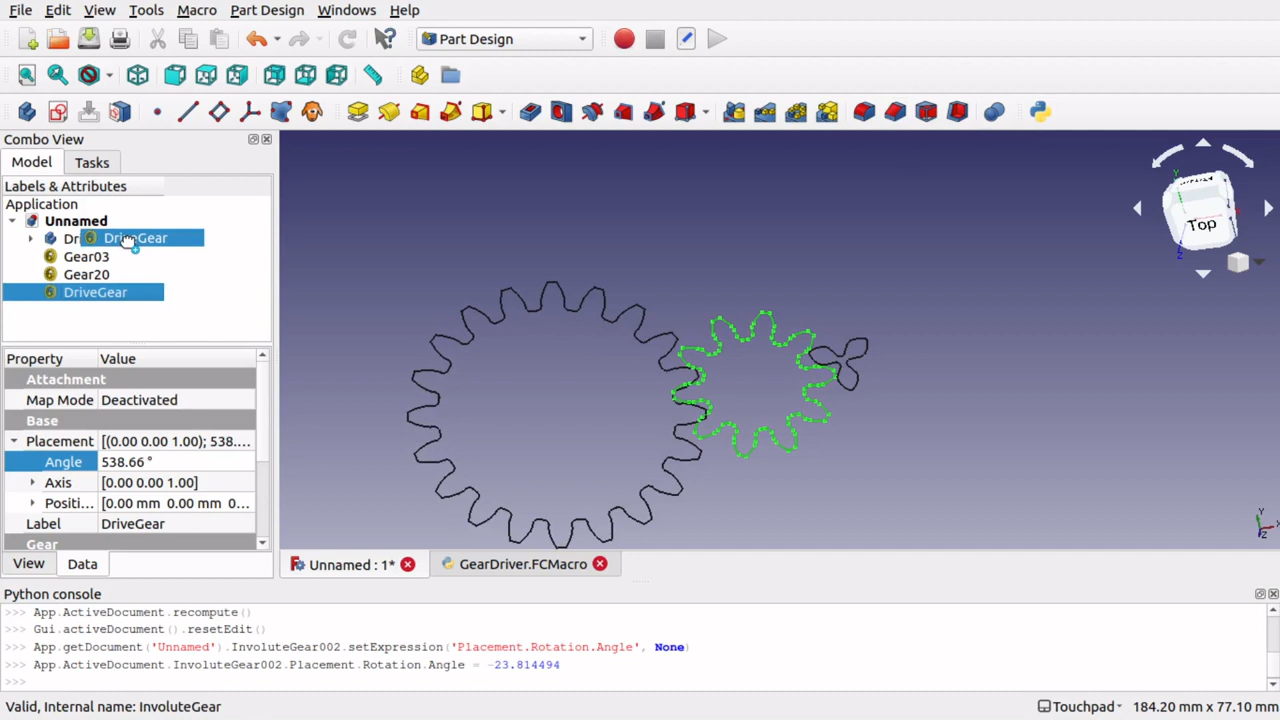 File Edit View Tools Macro Part Design Windows Help
Part Design
Combo View
Model Tasks
Labels & Attributes
Application
Unnamed
DriveGear
Gear03
Gear20
DriveGear
Property Value
Attachment
Map Mode Deactivated
Base
Placement [(0.00 0.00 1.00); 538....
Angle 538.66 °
Axis [0.00 0.00 1.00]
Positi... [0.00 mm 0.00 mm 0...
Label DriveGear
Gear
View Data
Top
Y
Z
Y
Z
Unnamed : 1* GearDriver.FCMacro
Python console
>>> App.ActiveDocument.recompute()
>>> Gui.activeDocument().resetEdit()
>>> App.getDocument('Unnamed').InvoluteGear002.setExpression('Placement.Rotation.Angle', None)
>>> App.ActiveDocument.InvoluteGear002.Placement.Rotation.Angle = -23.814494
>>>
Valid, Internal name: InvoluteGear Touchpad 184.20 mm x 77.10 mm